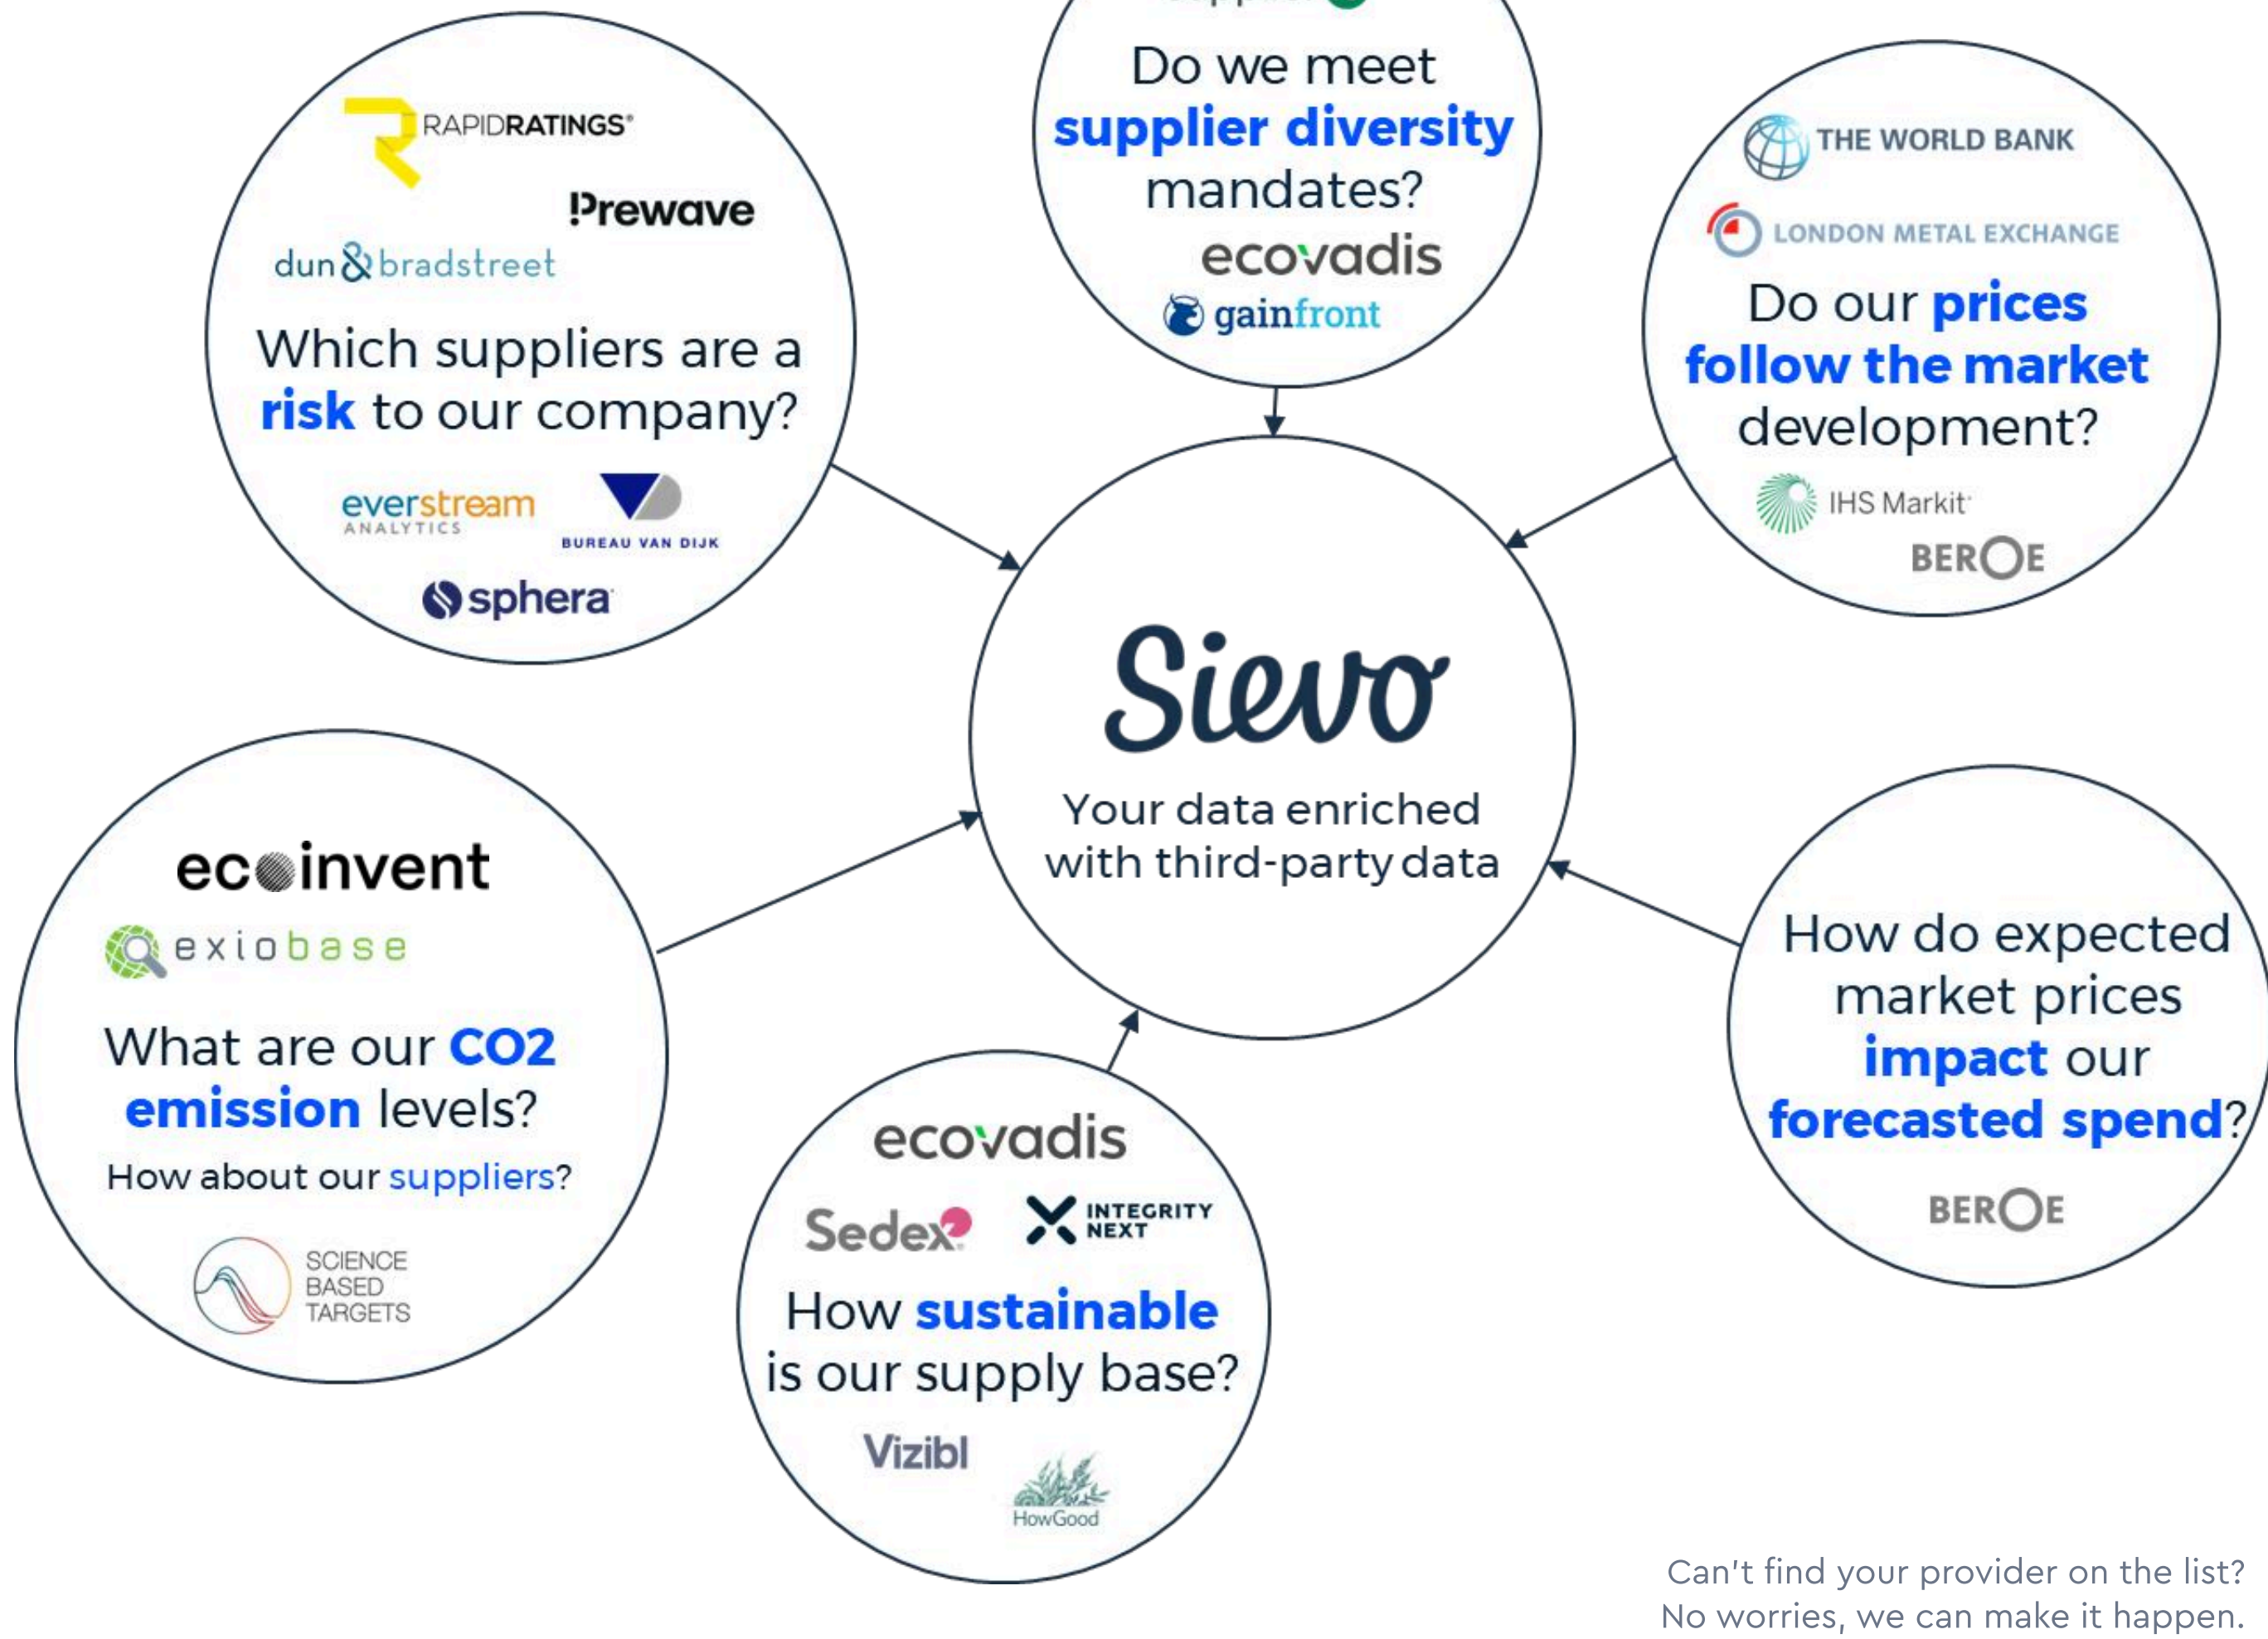 RAPIDRATINGS®
Prewave
dun & bradstreet
Which suppliers are a
risk to our company?
everstream
ANALYTICS
BUREAU VAN DIJK
sphera
Do we meet
supplier diversity
mandates?
ecovadis
gainfront
THE WORLD BANK
LONDON METAL EXCHANGE
Do our prices
follow the market
development?
IHS Markit
BEROE
Sievo
Your data enriched
with third-party data
ecoinvent
exiobase
What are our CO2
emission levels?
How about our suppliers?
SCIENCE
BASED
TARGETS
ecovadis
Sedex
INTEGRITY
NEXT
How sustainable
is our supply base?
Vizibl
HowGood
How do expected
market prices
impact our
forecasted spend?
BEROE
Can't find your provider on the list?
No worries, we can make it happen.